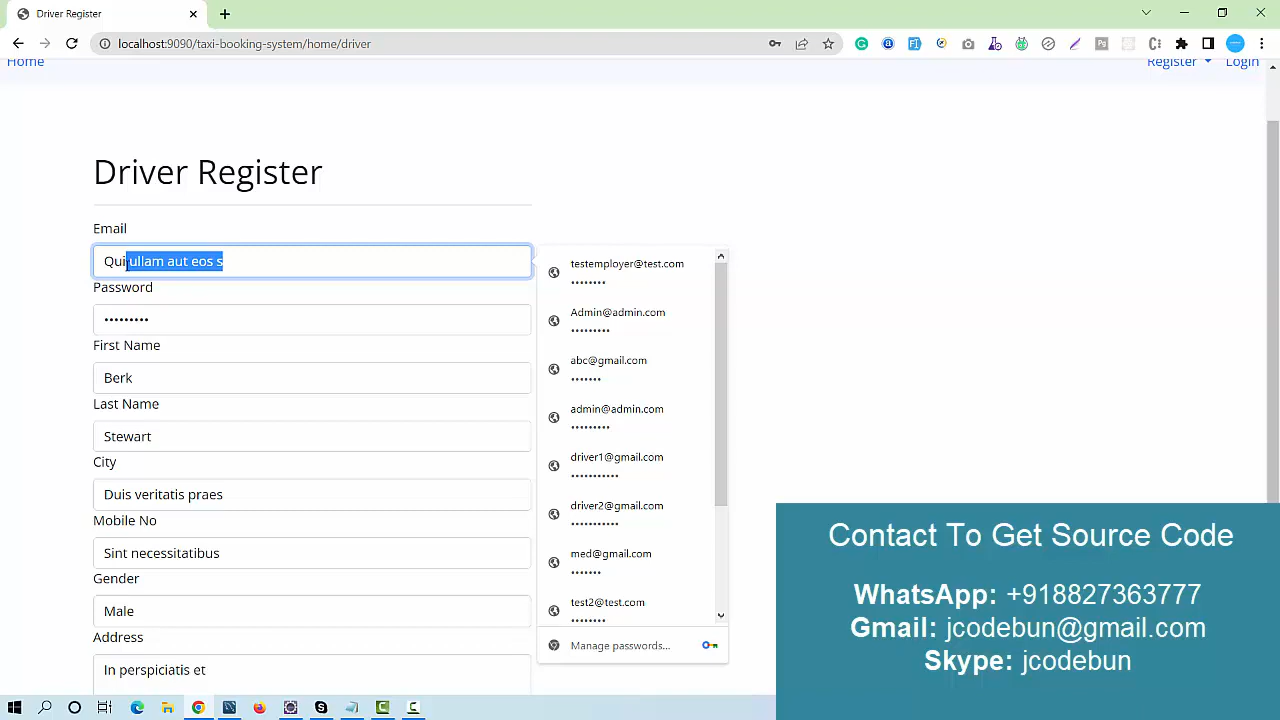 Driver Register
localhost:9090/taxi-booking-system/home/driver
Home
Register
Login
Driver Register
Email
Qui ullam aut eos s
testemployer@test.com
••••••••
Password
•••••••••
Admin@admin.com
•••••••••
First Name
Berk
abc@gmail.com
•••••••
Last Name
Stewart
admin@admin.com
•••••••••
City
Duis veritatis praes
driver1@gmail.com
•••••••••••
driver2@gmail.com
•••••••••••
Mobile No
Sint necessitatibus
med@gmail.com
•••••••
Gender
Male
test2@test.com
••••••••
Address
In perspiciatis et
Manage passwords...
Contact To Get Source Code
WhatsApp: +918827363777
Gmail: jcodebun@gmail.com
Skype: jcodebun